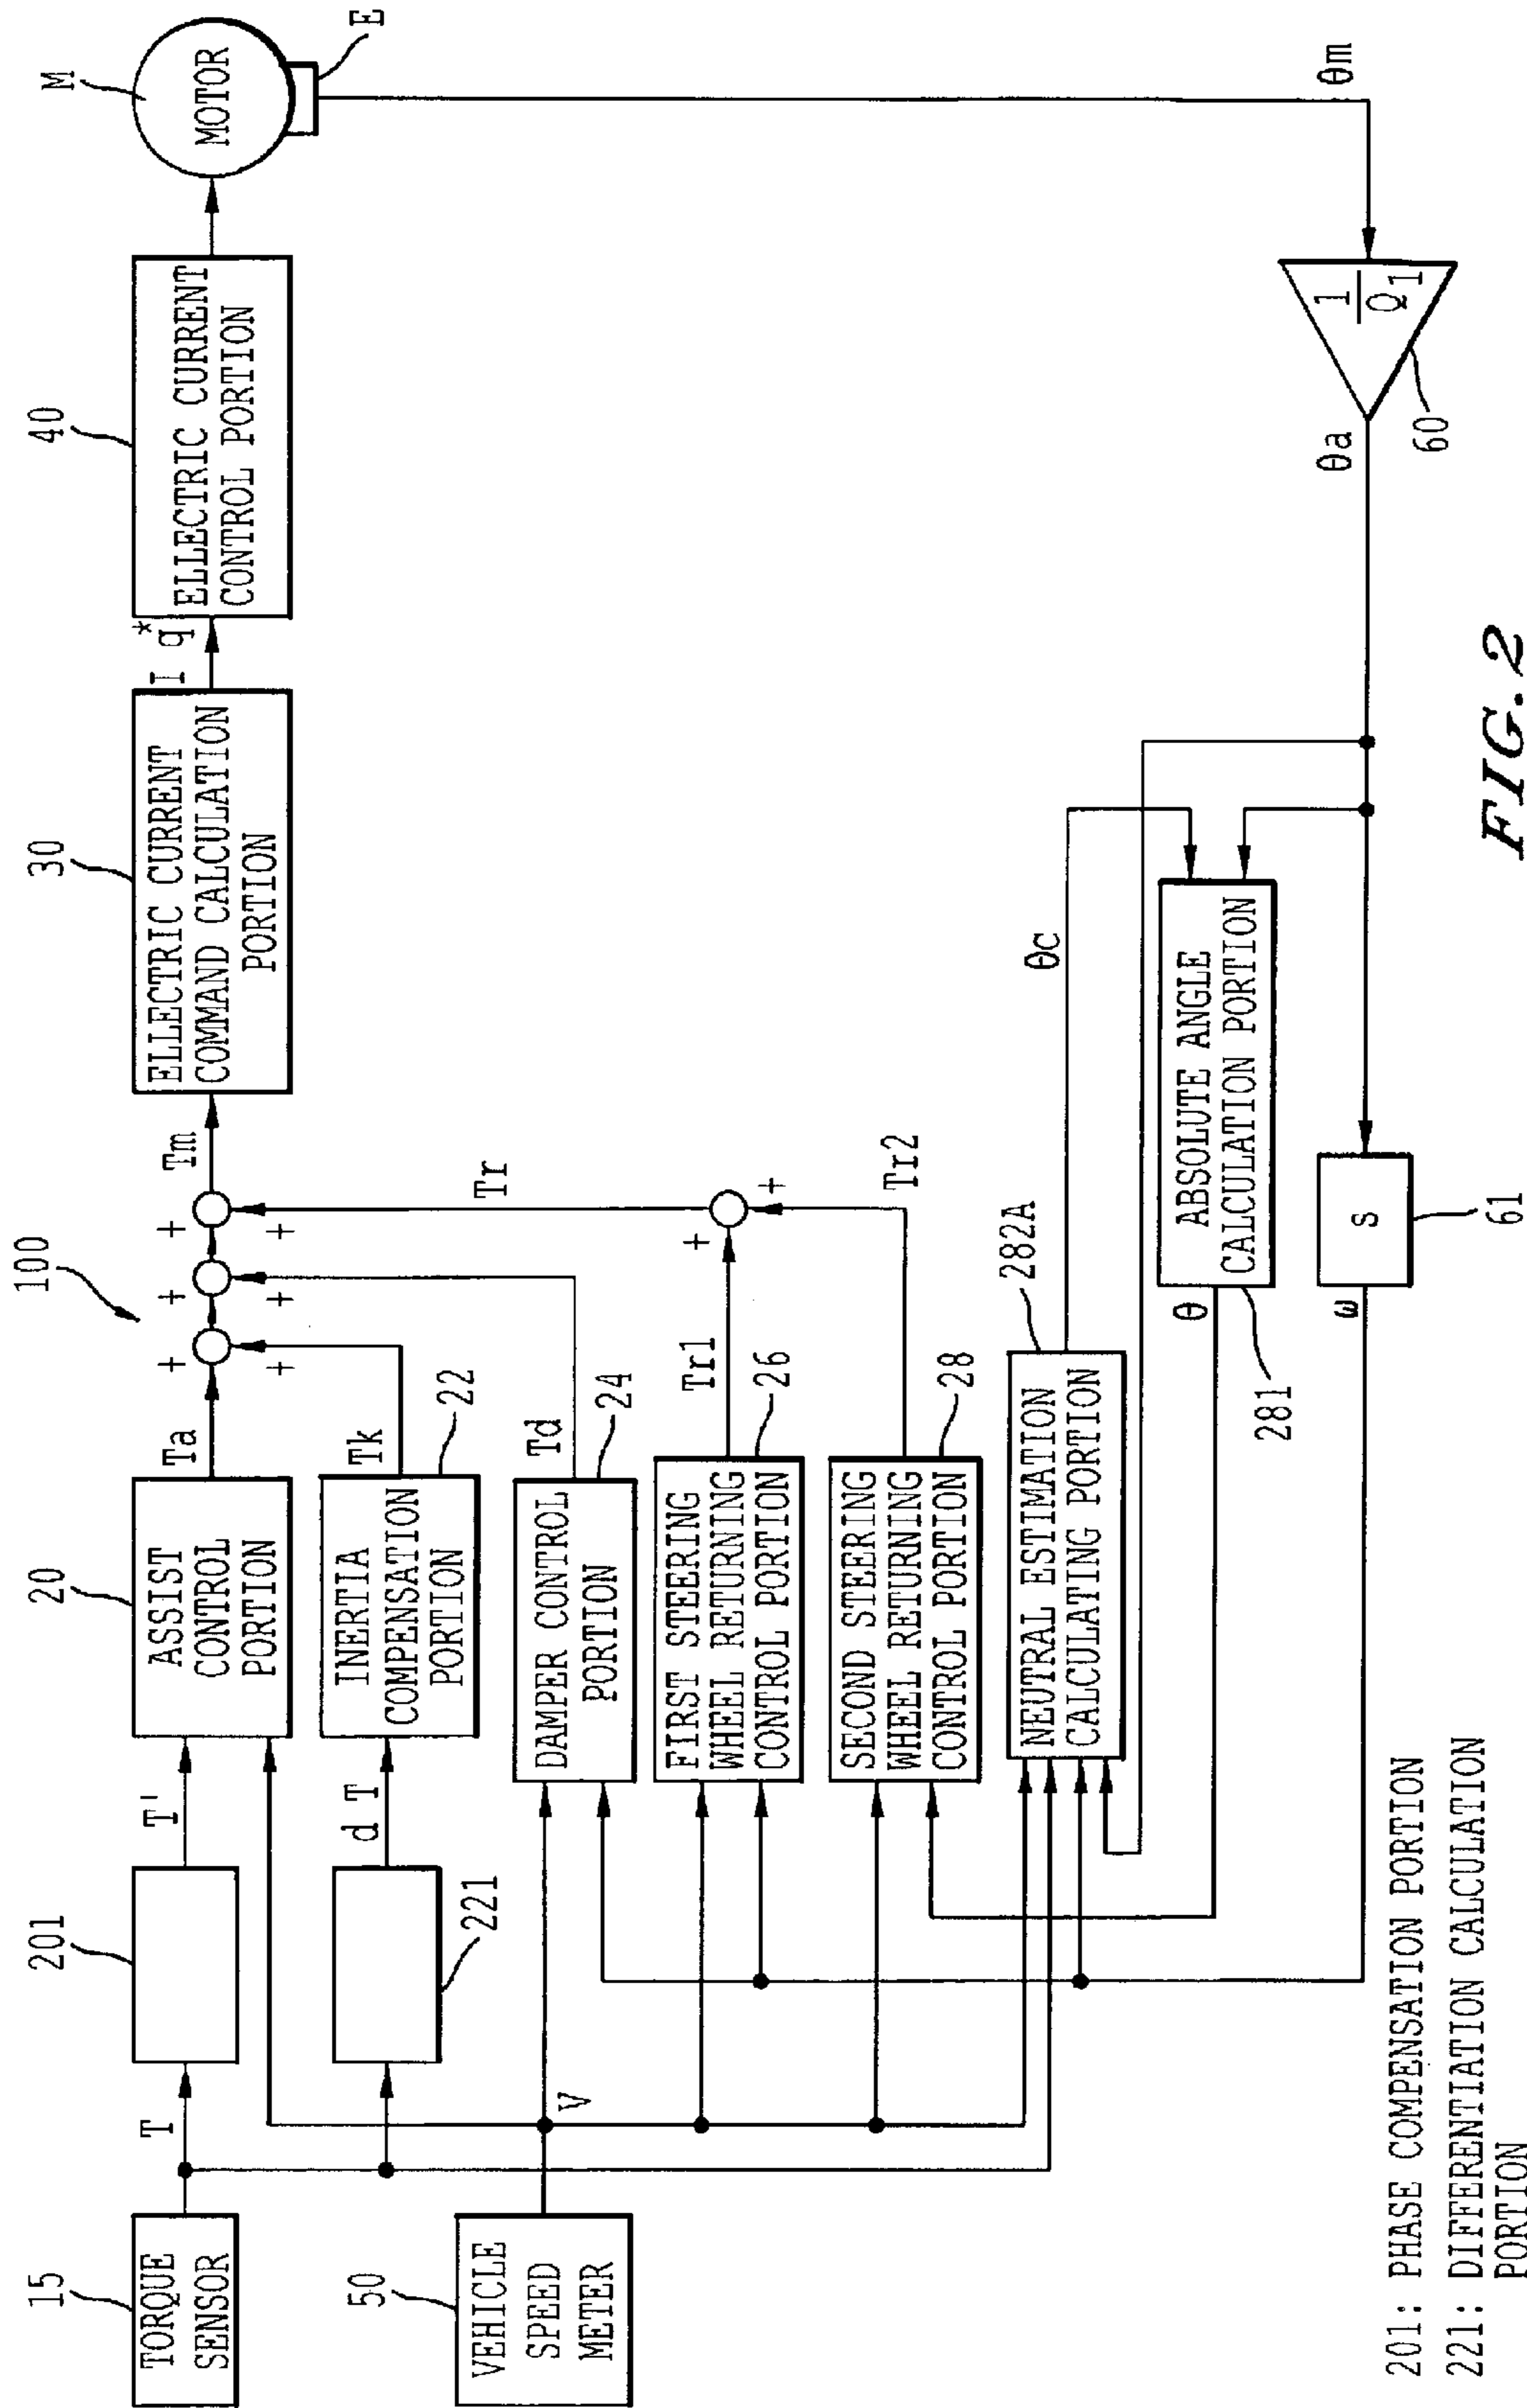 15
TORQUE
SENSOR
T
201
T'
20
ASSIST
CONTROL
PORTION
Ta
100
+
+
+
+
+
+
Tm
30
ELLECTRIC CURRENT
COMMAND CALCULATION
PORTION
I q*
40
ELLECTRIC CURRENT
CONTROL PORTION
M
MOTOR
E
221
d T
INERTIA
COMPENSATION
PORTION
22
Tk
50
VEHICLE
SPEED
METER
V
DAMPER CONTROL
PORTION
24
Td
FIRST STEERING
WHEEL RETURNING
CONTROL PORTION
26
Tr1
+
+
Tr
SECOND STEERING
WHEEL RETURNING
CONTROL PORTION
28
Tr2
NEUTRAL ESTIMATION
CALCULATING PORTION
282A
θc
ABSOLUTE ANGLE
CALCULATION PORTION
281
θ
ω
S
61
θa
1
Q1
60
θm
201: PHASE COMPENSATION PORTION
221: DIFFERENTIATION CALCULATION
PORTION
FIG. 2